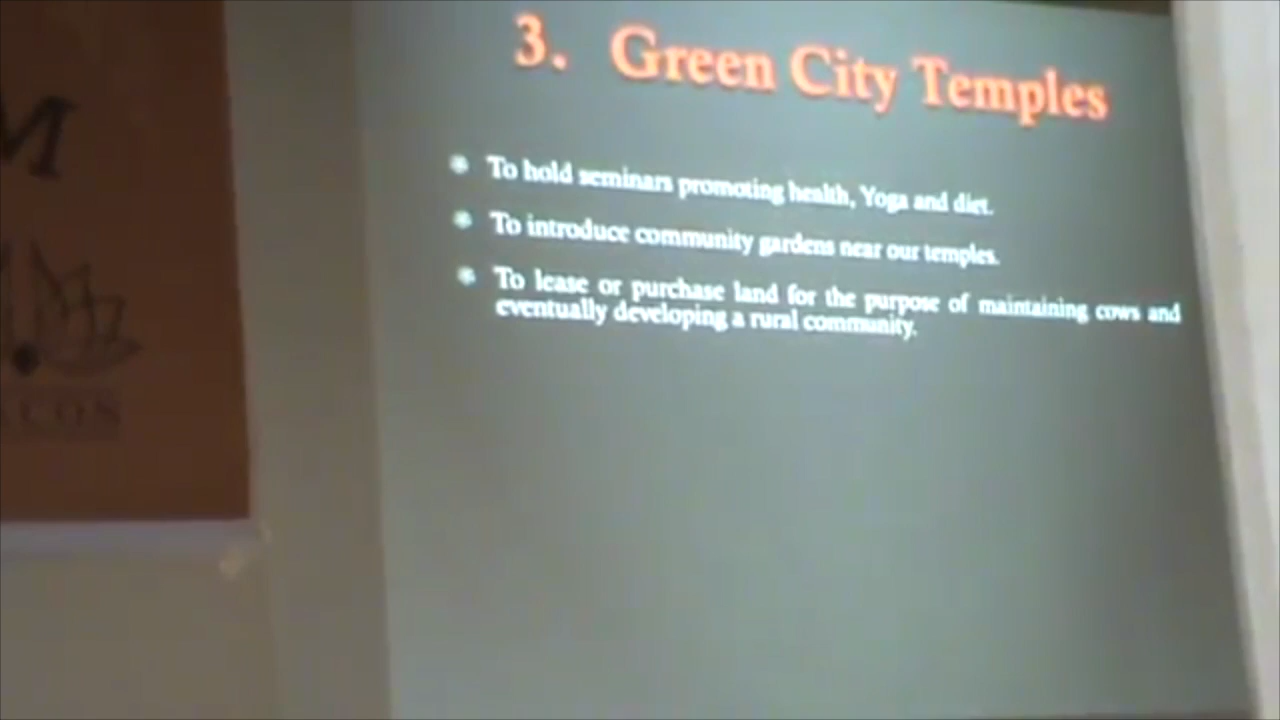 3. Green City Temples
To hold seminars promoting health, Yoga and diet.
To introduce community gardens near our temples.
To lease or purchase land for the purpose of maintaining cows and
eventually developing a rural community.
M